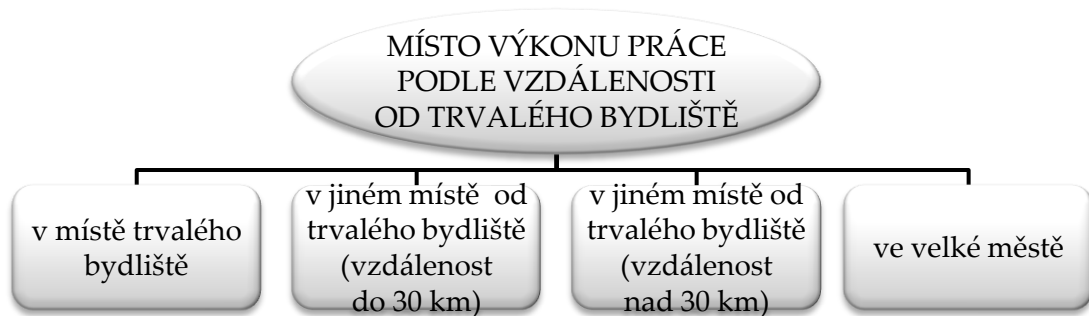 MÍSTO VÝKONU PRÁCE
PODLE VZDÁLENOSTI
OD TRVALÉHO BYDLIŠTĚ
v místě trvalého
bydliště
v jiném místě od
trvalého bydliště
(vzdálenost
do 30 km)
v jiném místě od
trvalého bydliště
(vzdálenost
nad 30 km)
ve velké městě